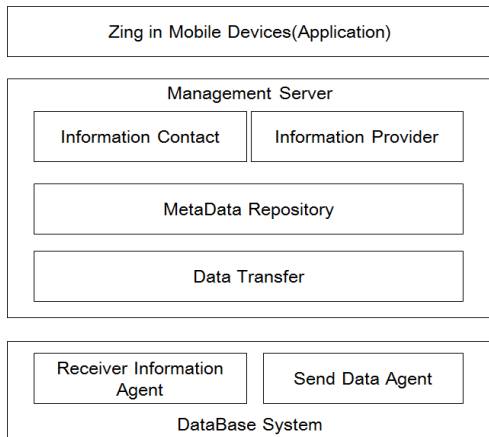 Zing in Mobile Devices(Application)
Management Server
Information Contact
Information Provider
MetaData Repository
Data Transfer
Receiver Information
Agent
Send Data Agent
DataBase System